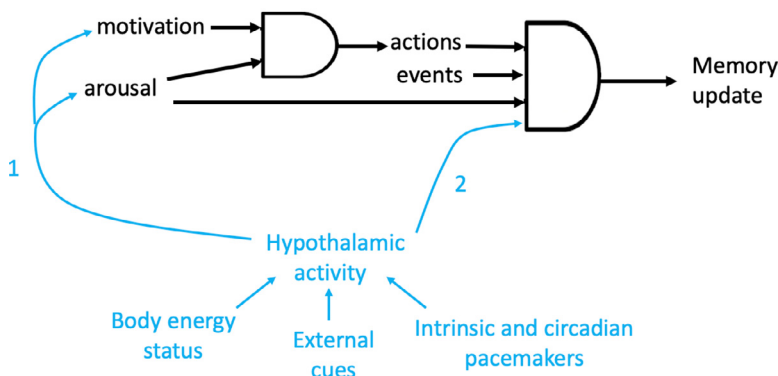 motivation
actions
arousal
events
Memory
update
1
2
Hypothalamic
activity
Body energy
status
External
cues
Intrinsic and circadian
pacemakers